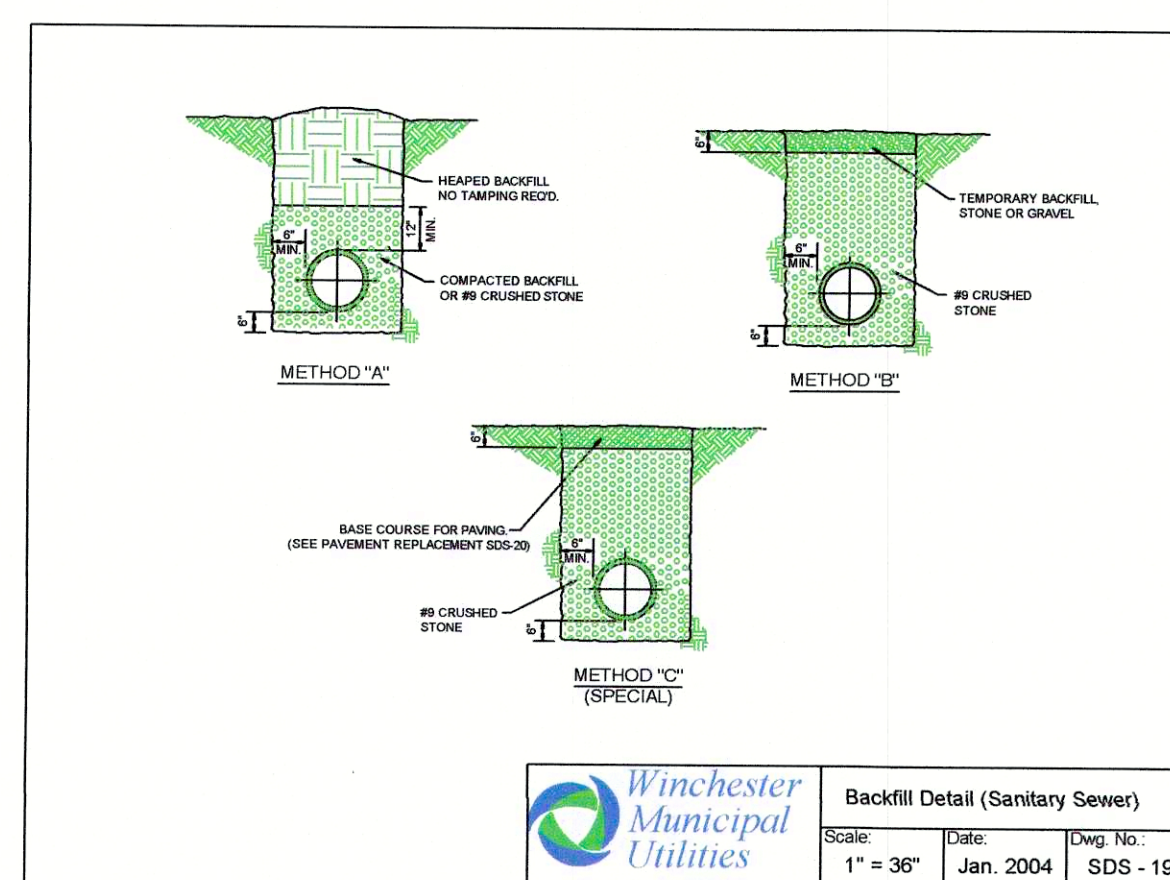 HEAPED BACKFILL
NO TAMPING REQ'D.
12"
MIN.
6"
MIN.
COMPACTED BACKFILL
OR #9 CRUSHED STONE
6"
METHOD "A"
6"
TEMPORARY BACKFILL,
STONE OR GRAVEL
6"
MIN.
#9 CRUSHED
STONE
6"
METHOD "B"
6"
BASE COURSE FOR PAVING.
(SEE PAVEMENT REPLACEMENT SDS-20)
6"
MIN.
#9 CRUSHED
STONE
6"
METHOD "C"
(SPECIAL)
Winchester
Municipal
Utilities
Backfill Detail (Sanitary Sewer)
Scale:
1" = 36"
Date:
Jan. 2004
Dwg. No.:
SDS - 19